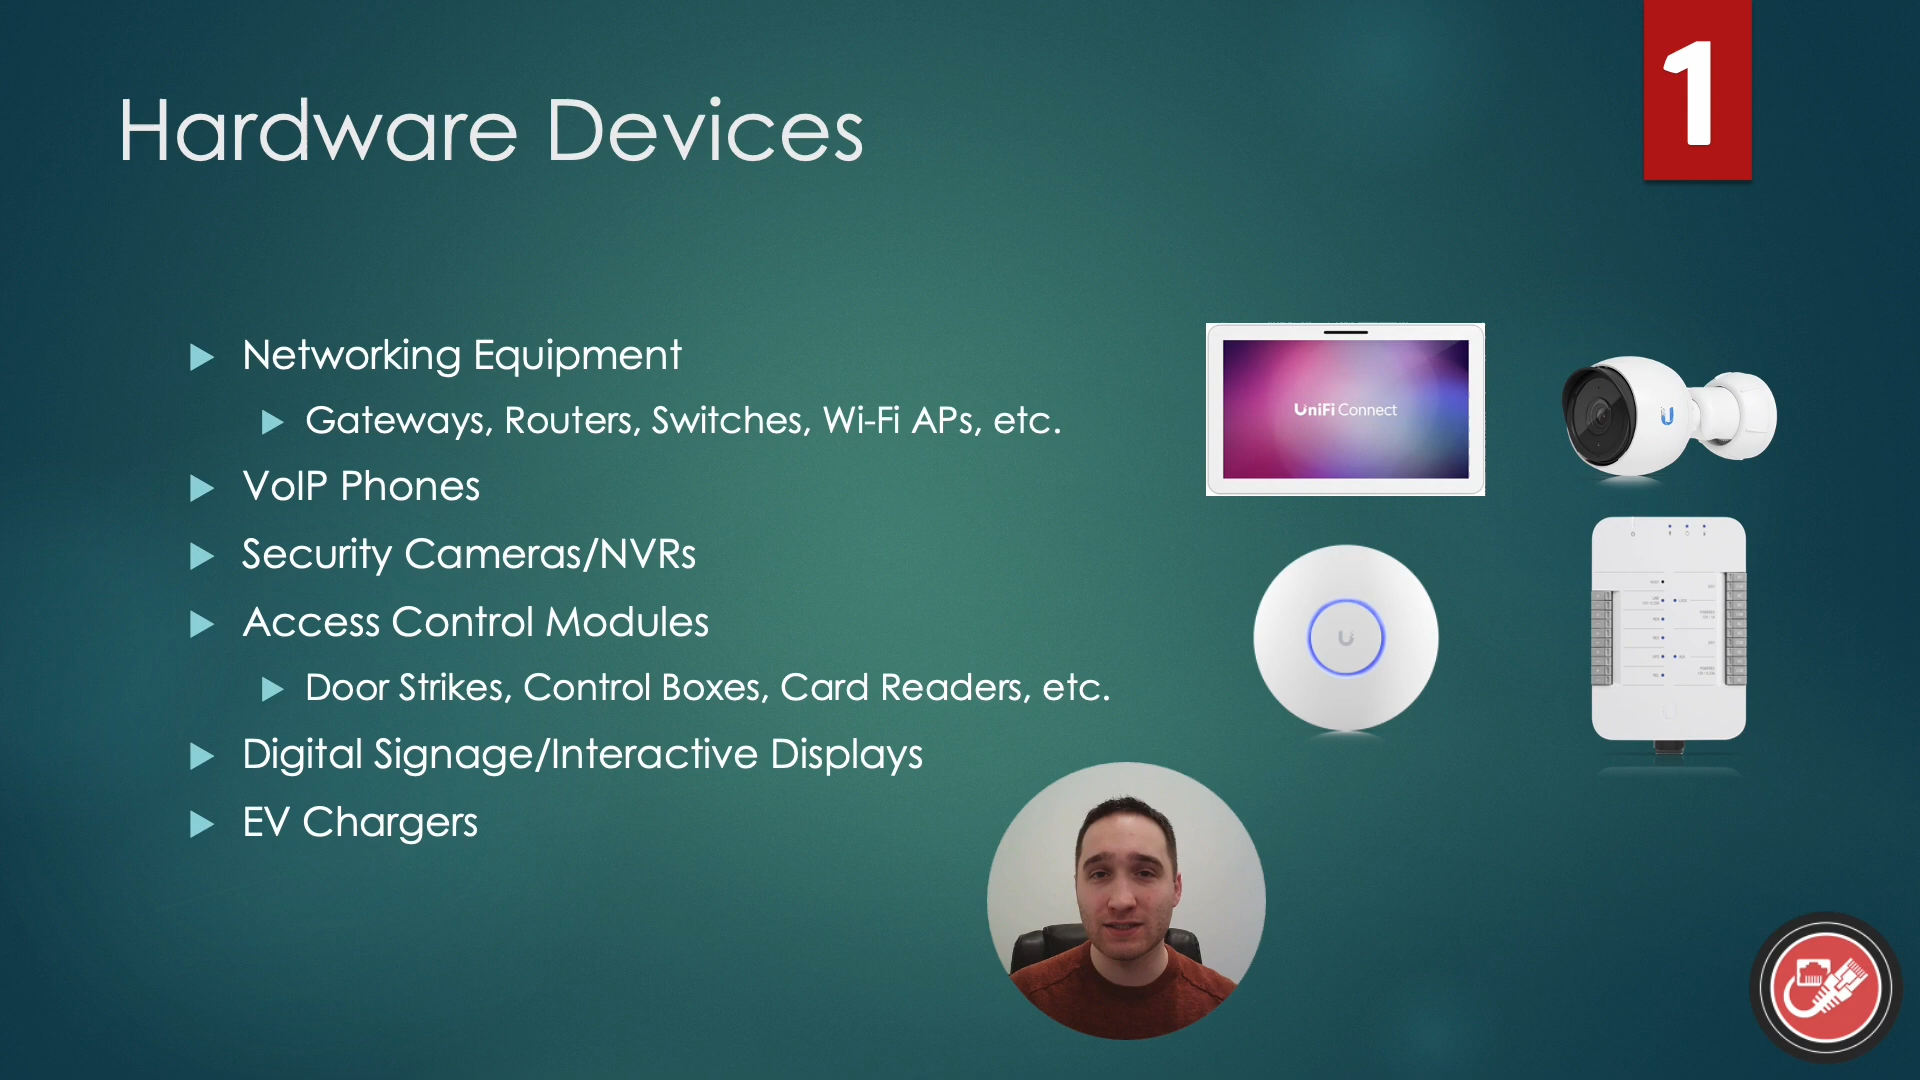 Hardware Devices
1
Networking Equipment
Gateways, Routers, Switches, Wi-Fi APs, etc.
VoIP Phones
Security Cameras/NVRs
Access Control Modules
Door Strikes, Control Boxes, Card Readers, etc.
Digital Signage/Interactive Displays
EV Chargers
UniFi Connect